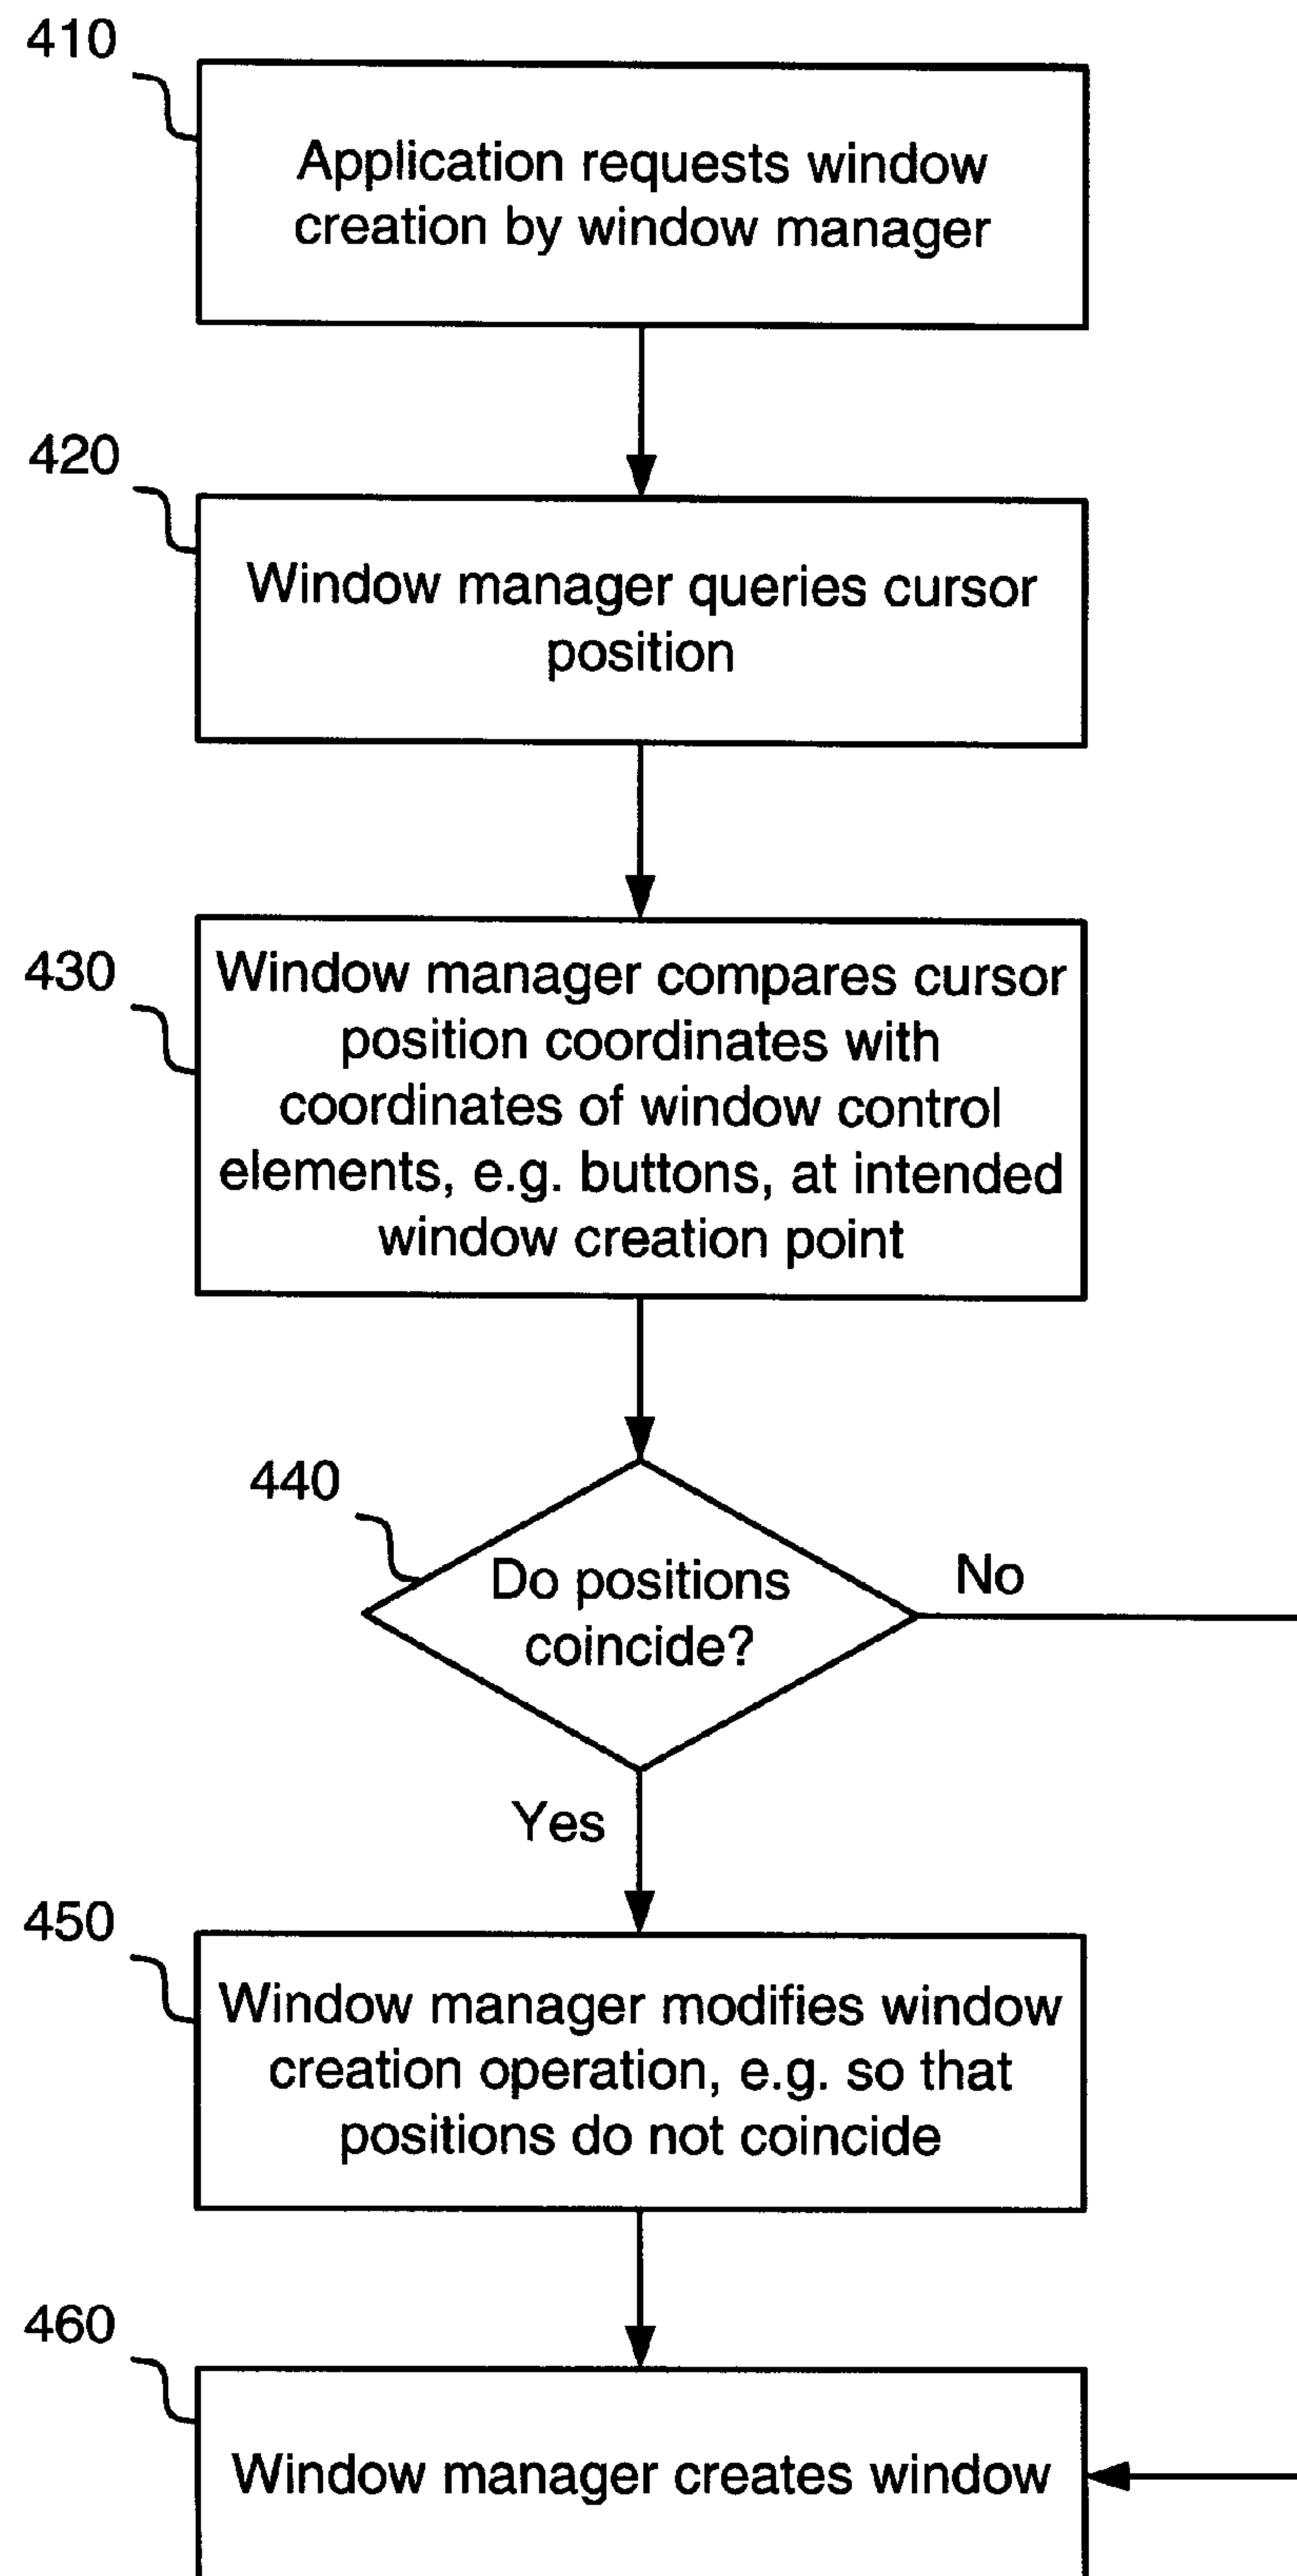 410
Application requests window
creation by window manager
420
Window manager queries cursor
position
430
Window manager compares cursor
position coordinates with
coordinates of window control
elements, e.g. buttons, at intended
window creation point
440
Do positions
coincide?
No
Yes
450
Window manager modifies window
creation operation, e.g. so that
positions do not coincide
460
Window manager creates window